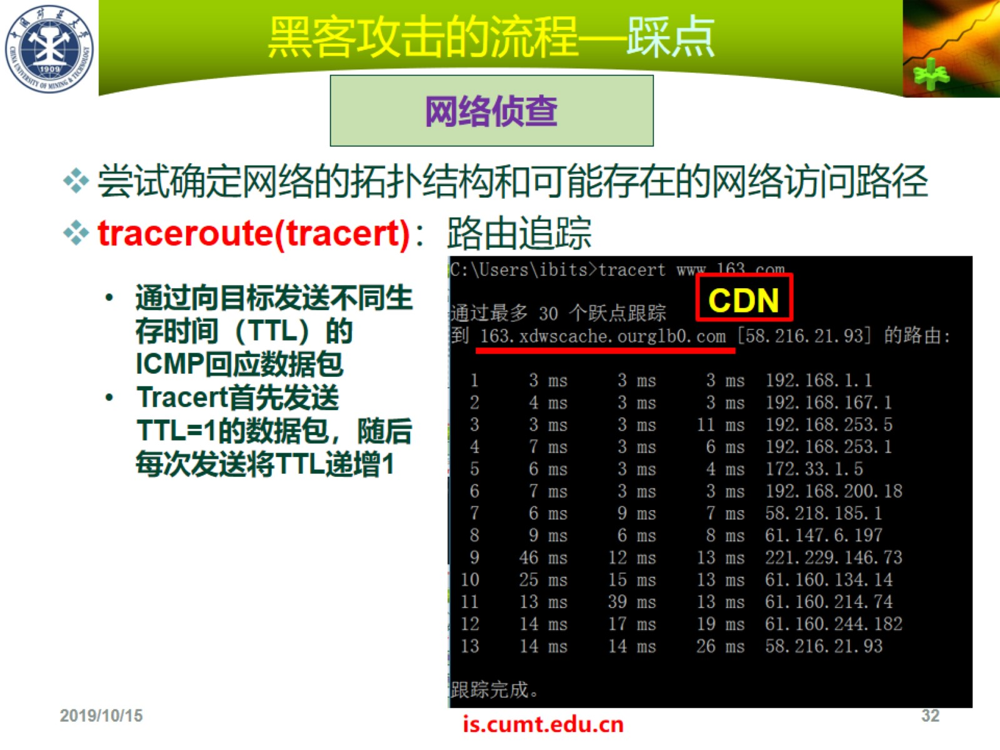 中国矿业大学
CHINA UNIVERSITY OF MINING & TECHNOLOGY
1909
黑客攻击的流程—踩点
网络侦查
尝试确定网络的拓扑结构和可能存在的网络访问路径
traceroute(tracert)：路由追踪
• 通过向目标发送不同生
存时间（TTL）的
ICMP回应数据包
• Tracert首先发送
TTL=1的数据包，随后
每次发送将TTL递增1
C:\Users\ibits>tracert www.163.com
CDN
通过最多 30 个跃点跟踪
到 163.xdwscache.ourglb0.com [58.216.21.93] 的路由:
1 3 ms 3 ms 3 ms 192.168.1.1
2 4 ms 3 ms 3 ms 192.168.167.1
3 3 ms 3 ms 11 ms 192.168.253.5
4 7 ms 3 ms 6 ms 192.168.253.1
5 6 ms 3 ms 4 ms 172.33.1.5
6 7 ms 3 ms 3 ms 192.168.200.18
7 6 ms 9 ms 7 ms 58.218.185.1
8 9 ms 6 ms 8 ms 61.147.6.197
9 46 ms 12 ms 13 ms 221.229.146.73
10 25 ms 15 ms 13 ms 61.160.134.14
11 13 ms 39 ms 13 ms 61.160.214.74
12 14 ms 17 ms 19 ms 61.160.244.182
13 14 ms 14 ms 26 ms 58.216.21.93
跟踪完成。
2019/10/15
is.cumt.edu.cn
32